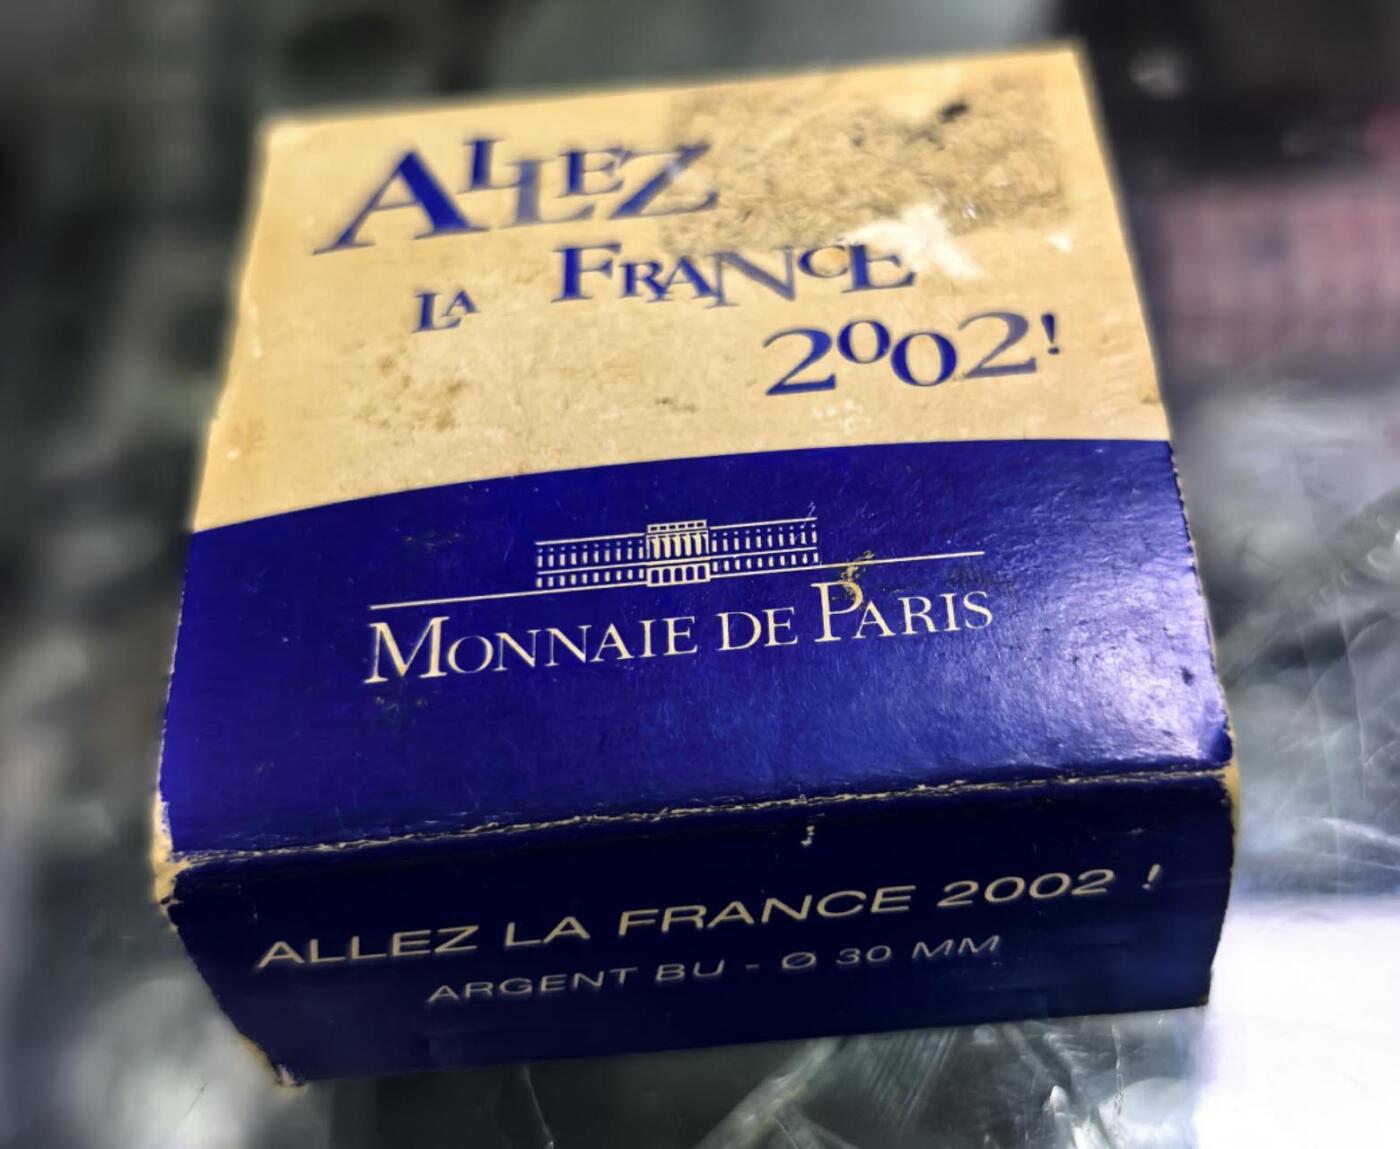 ALLEZ
LA FRANCE
2002!
MONNAIE DE PARIS
ALLEZ LA FRANCE 2002 !
ARGENT BU - Ø 30 MM